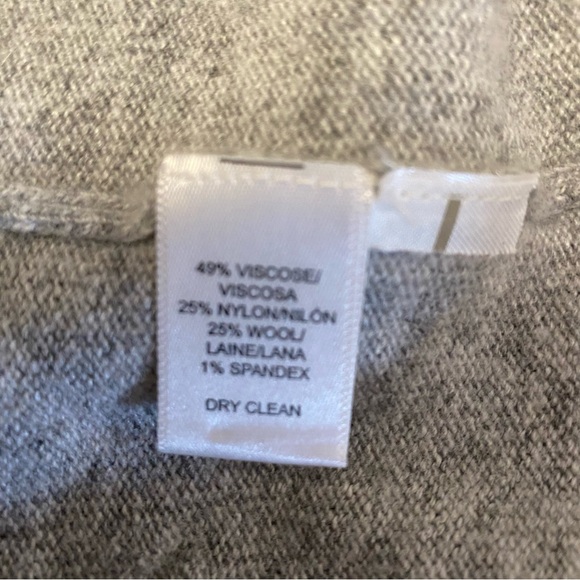 49% VISCOSE/
VISCOSA
25% NYLON/NILÓN
25% WOOL/
LAINE/LANA
1% SPANDEX
DRY CLEAN